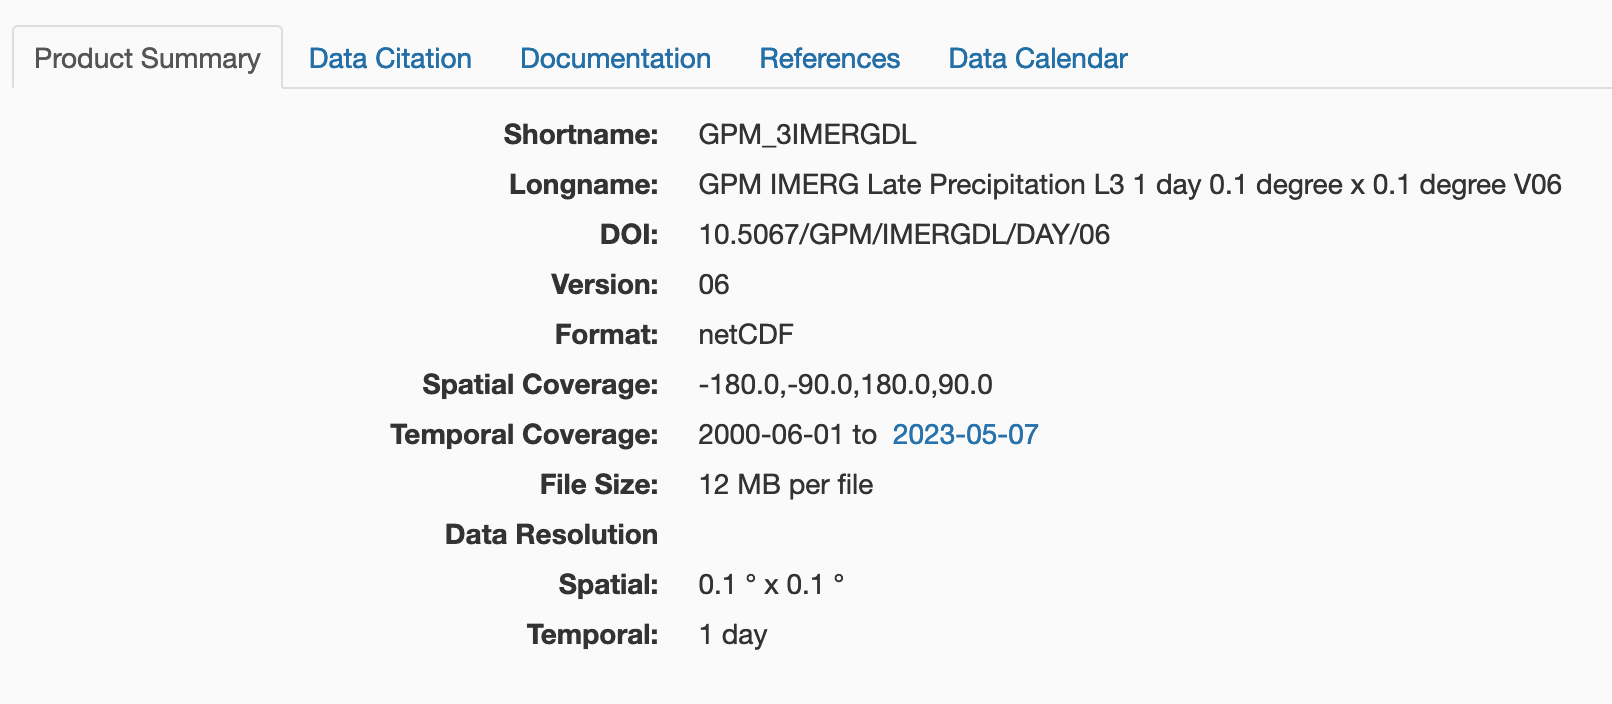 Product Summary Data Citation Documentation References Data Calendar
Shortname: GPM_3IMERGDL
Longname: GPM IMERG Late Precipitation L3 1 day 0.1 degree x 0.1 degree V06
DOI: 10.5067/GPM/IMERGDL/DAY/06
Version: 06
Format: netCDF
Spatial Coverage: -180.0,-90.0,180.0,90.0
Temporal Coverage: 2000-06-01 to 2023-05-07
File Size: 12 MB per file
Data Resolution
Spatial: 0.1 ° x 0.1 °
Temporal: 1 day